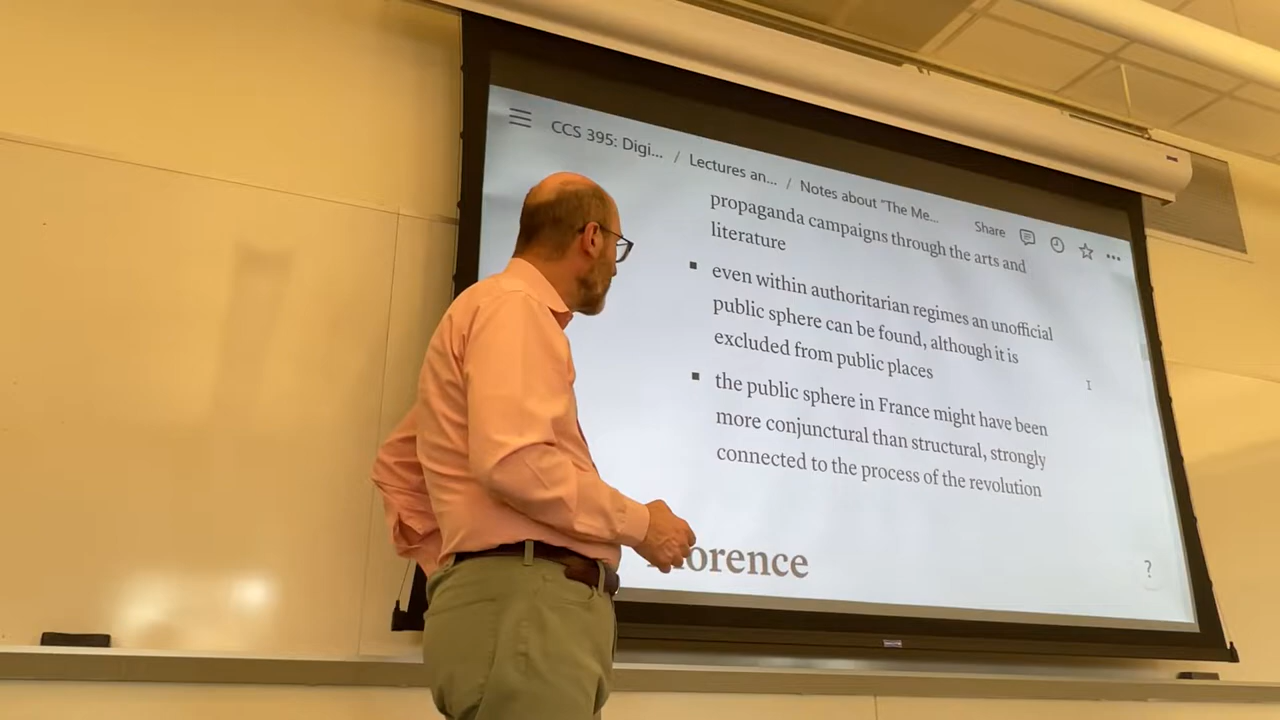 CCS 395: Digi... / Lectures an... / Notes about "The Me...
Share
propaganda campaigns through the arts and
literature
even within authoritarian regimes an unofficial
public sphere can be found, although it is
excluded from public places
the public sphere in France might have been
more conjunctural than structural, strongly
connected to the process of the revolution
orence
?